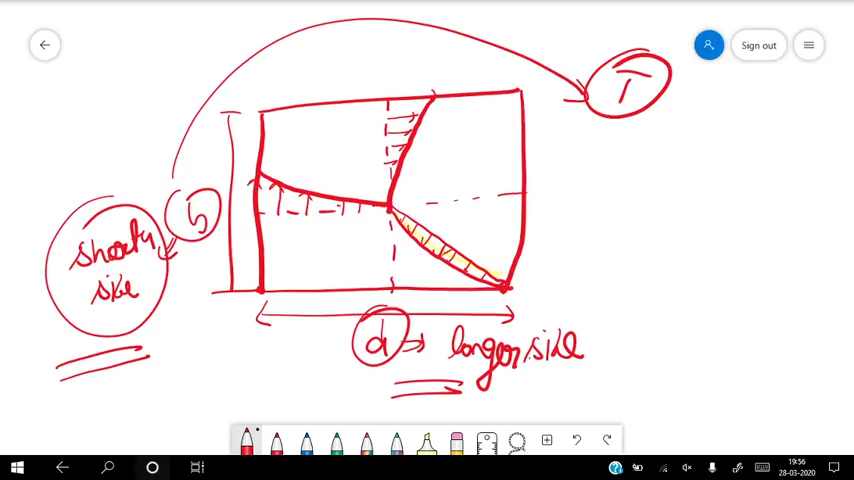 Sign out
T
b
shorter
side
d → longer side
19:56
28-03-2020